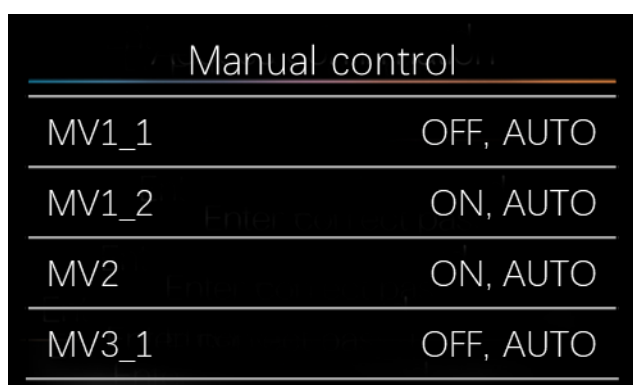 Manual control
MV1_1 OFF, AUTO
MV1_2 ON, AUTO
MV2 ON, AUTO
MV3_1 OFF, AUTO